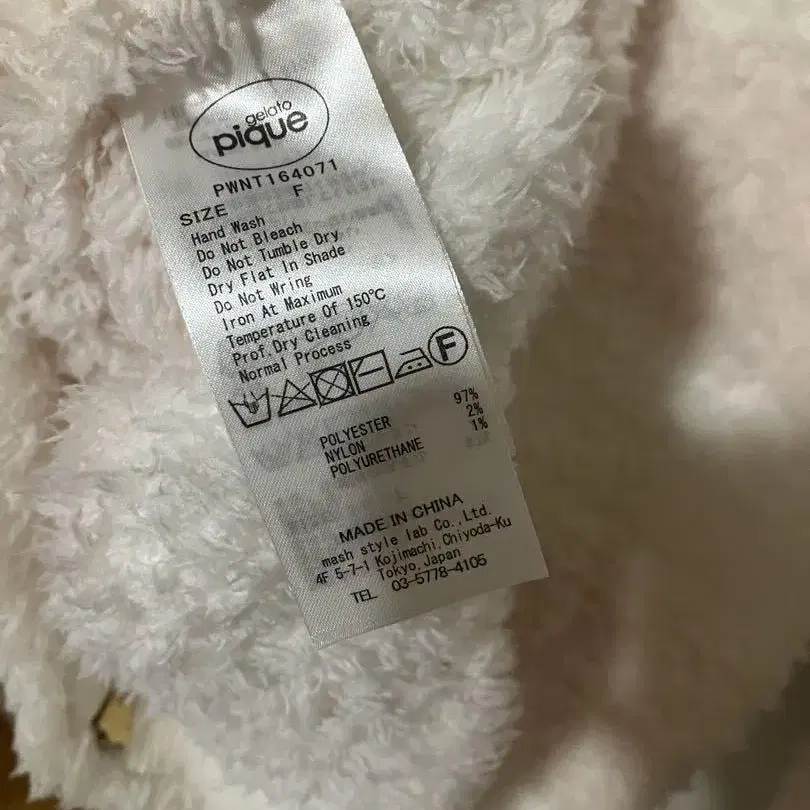 gelato
pique
PWNT164071
SIZE F
Hand Wash
Do Not Bleach
Do Not Tumble Dry
Dry Flat In Shade
Do Not Wring
Iron At Maximum
Temperature Of 150℃
Prof.Dry Cleaning
Normal Process
F
POLYESTER 97%
NYLON 2%
POLYURETHANE 1%
MADE IN CHINA
mash style lab Co.,Ltd.
4F 5-7-1 Kojimachi,Chiyoda-Ku
Tokyo,Japan
TEL 03-5778-4105